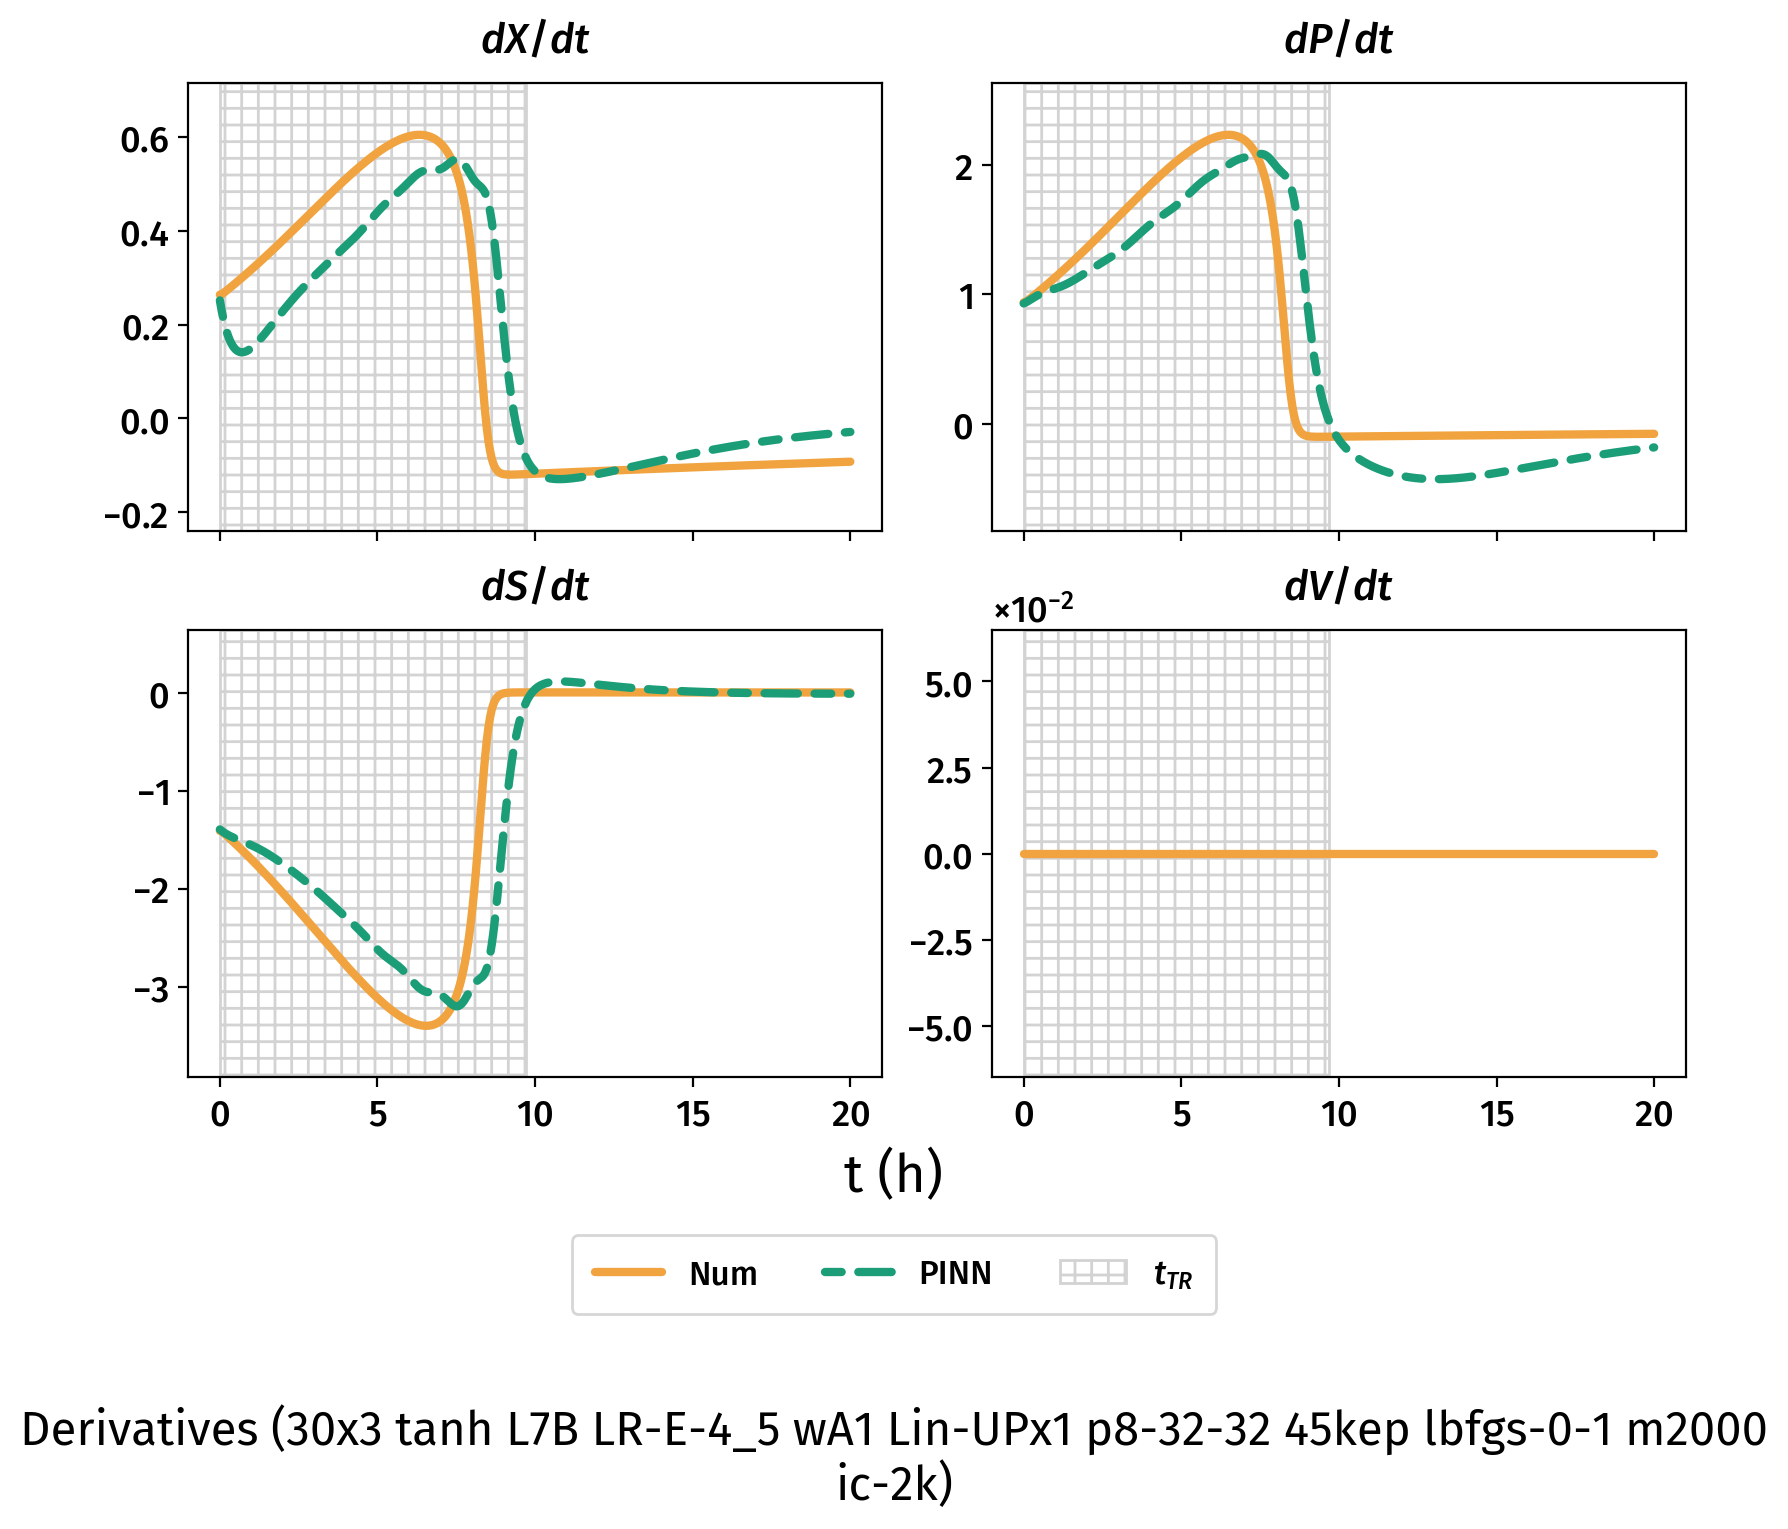 dX/dt
dP/dt
0.6
0.4
0.2
0.0
−0.2
2
1
0
dS/dt
dV/dt
×10⁻²
0
−1
−2
−3
5.0
2.5
0.0
−2.5
−5.0
0 5 10 15 20
0 5 10 15 20
t (h)
Num PINN t_TR
Derivatives (30x3 tanh L7B LR-E-4_5 wA1 Lin-UPx1 p8-32-32 45kep lbfgs-0-1 m2000
ic-2k)